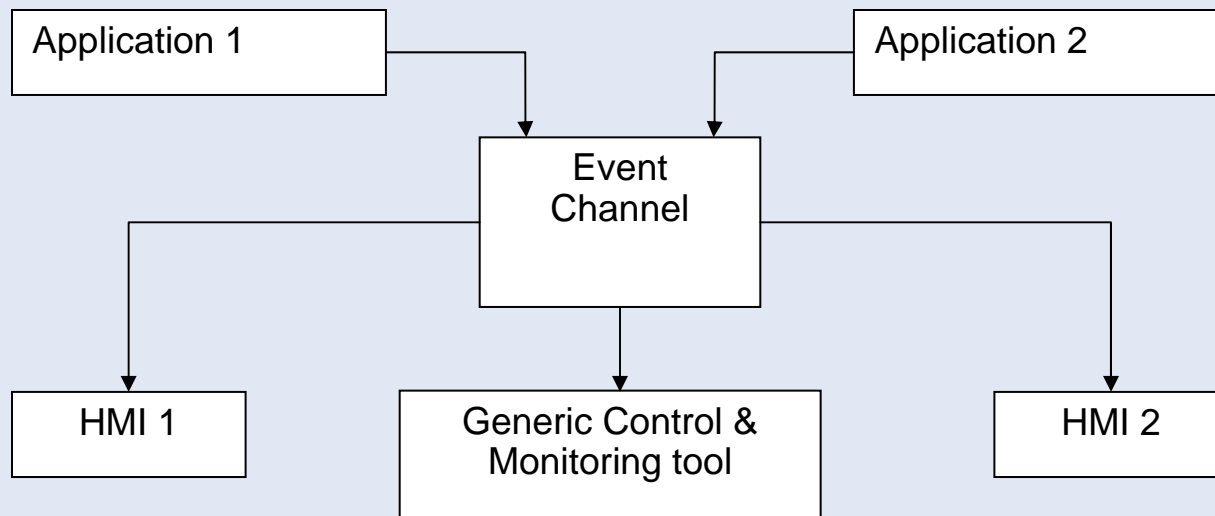 Application 1
Application 2
Event
Channel
HMI 1
Generic Control &
Monitoring tool
HMI 2